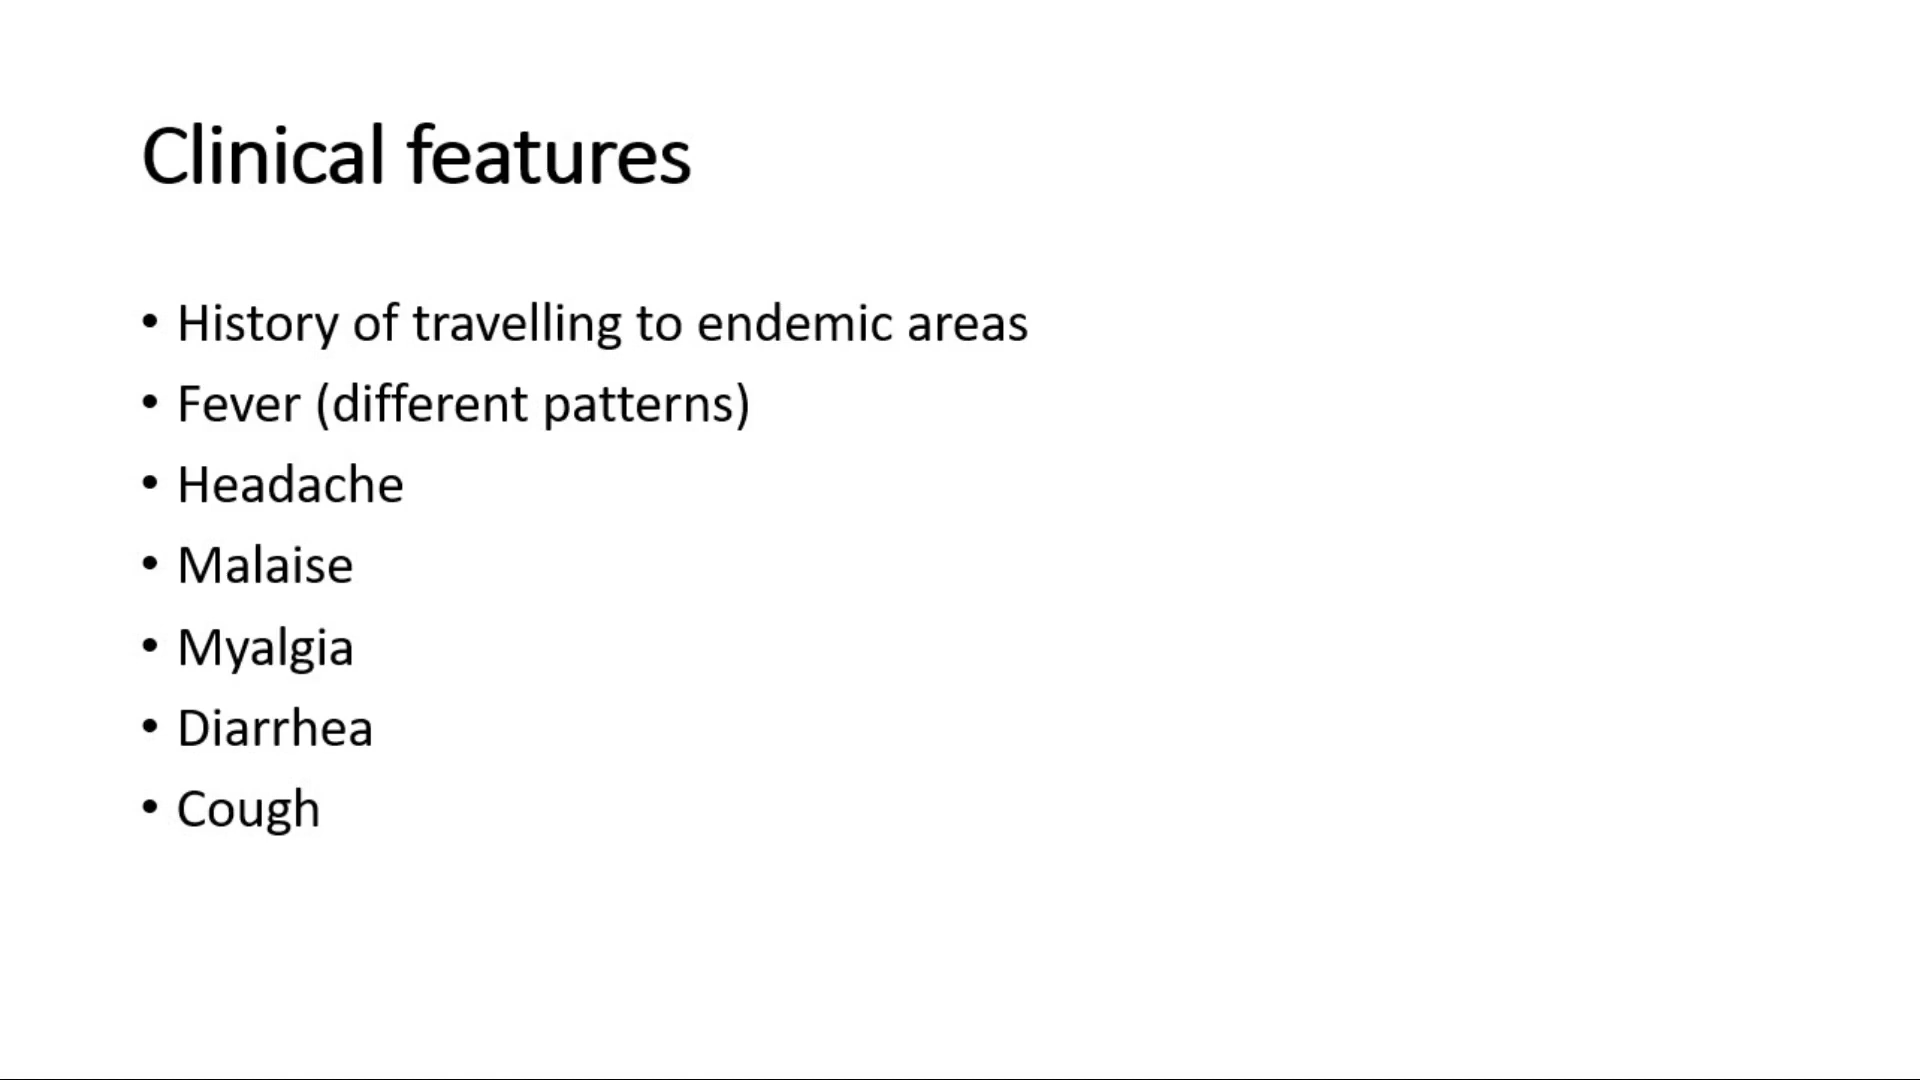 Clinical features
• History of travelling to endemic areas
• Fever (different patterns)
• Headache
• Malaise
• Myalgia
• Diarrhea
• Cough